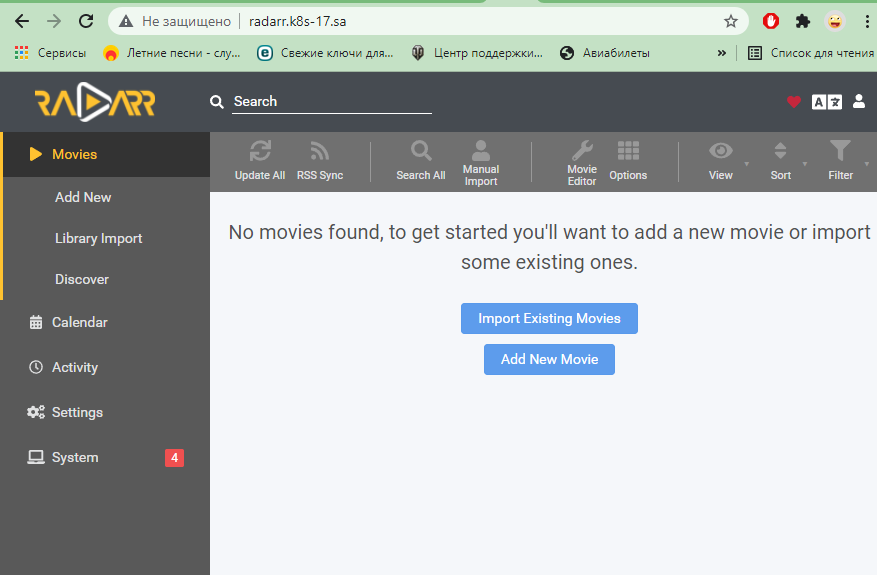 Не защищено radarr.k8s-17.sa
Сервисы Летние песни - слу... Свежие ключи для... Центр поддержки... Авиабилеты » Список для чтения
RADARR Search
Movies
Update All RSS Sync Search All Manual Import Movie Editor Options View Sort Filter
Add New
Library Import
Discover
Calendar
Activity
Settings
System 4
No movies found, to get started you'll want to add a new movie or import
some existing ones.
Import Existing Movies
Add New Movie